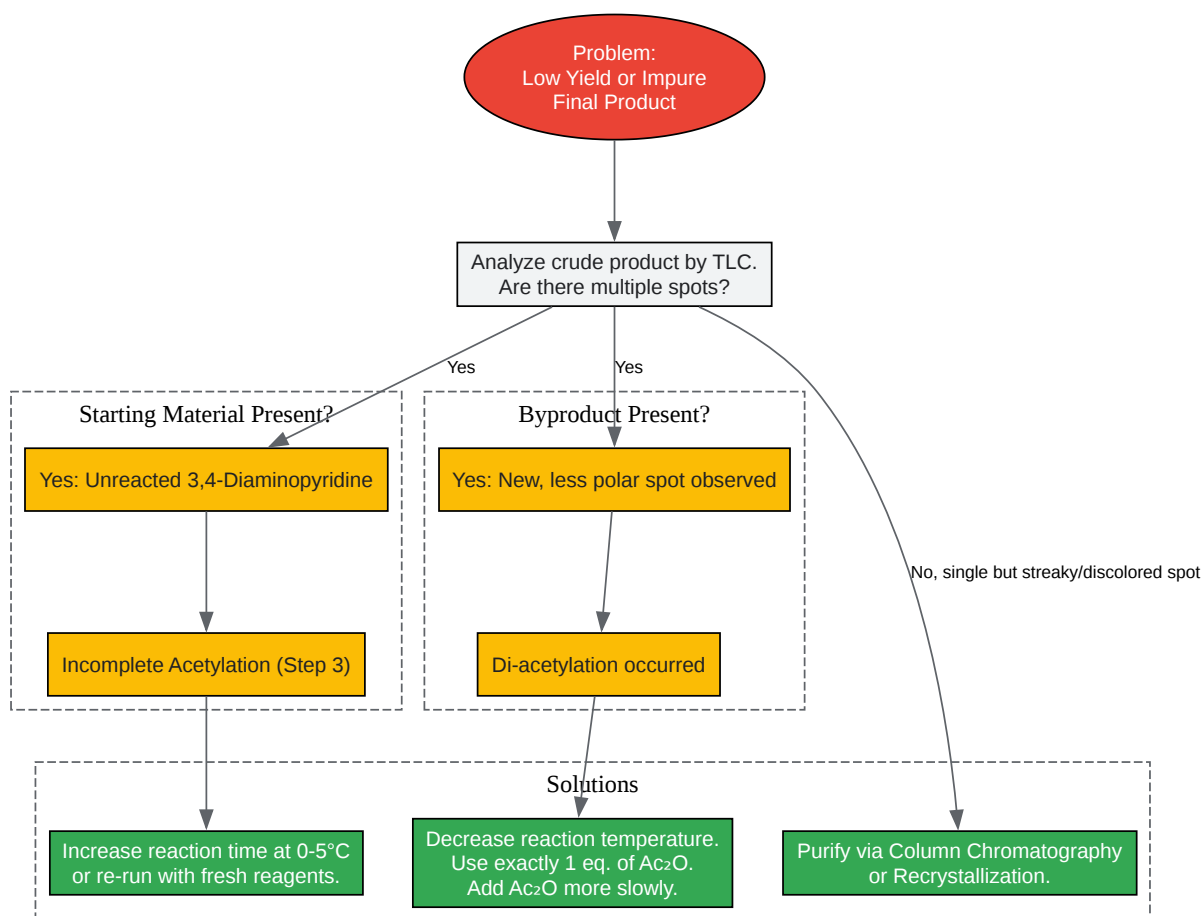 Problem:
Low Yield or Impure
Final Product
Analyze crude product by TLC.
Are there multiple spots?
Yes
Yes
Starting Material Present?
Byproduct Present?
Yes: Unreacted 3,4-Diaminopyridine
Yes: New, less polar spot observed
No, single but streaky/discolored spot
Incomplete Acetylation (Step 3)
Di-acetylation occurred
Solutions
Increase reaction time at 0-5°C
or re-run with fresh reagents.
Decrease reaction temperature.
Use exactly 1 eq. of Ac₂O.
Add Ac₂O more slowly.
Purify via Column Chromatography
or Recrystallization.